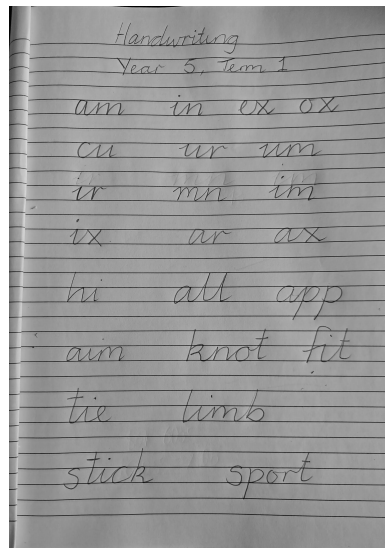 Handwriting
Year 5, Term 1
am in ex ox
cu ur um
ir mn im
ix ar ax
hi all app
aim knot fit
tie limb
stick sport